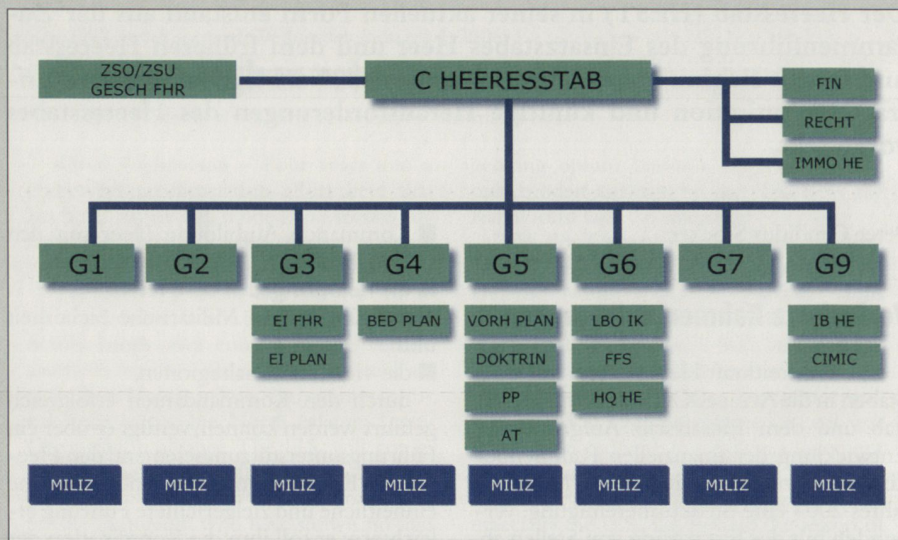 ZSO/ZSU
GESCH FHR
C HEERESSTAB
FIN
RECHT
IMMO HE
G1
G2
G3
G4
G5
G6
G7
G9
EI FHR
BED PLAN
VORH PLAN
LBO IK
IB HE
EI PLAN
DOKTRIN
FFS
CIMIC
PP
HQ HE
AT
MILIZ
MILIZ
MILIZ
MILIZ
MILIZ
MILIZ
MILIZ
MILIZ